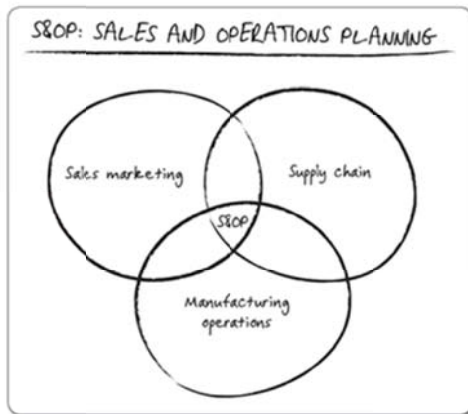 S&OP: SALES AND OPERATIONS PLANNING
Sales marketing
Supply chain
S&OP
Manufacturing
operations